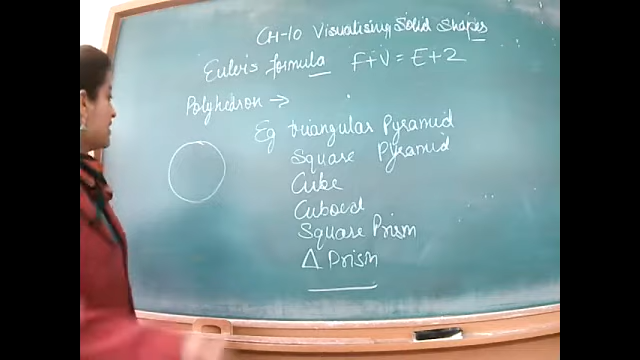 CH-10 Visualising Solid Shapes
Euler's formula F+V = E+2
Polyhedron →
Eg triangular Pyramid
Square Pyramid
Cube
Cuboid
Square Prism
Δ Prism